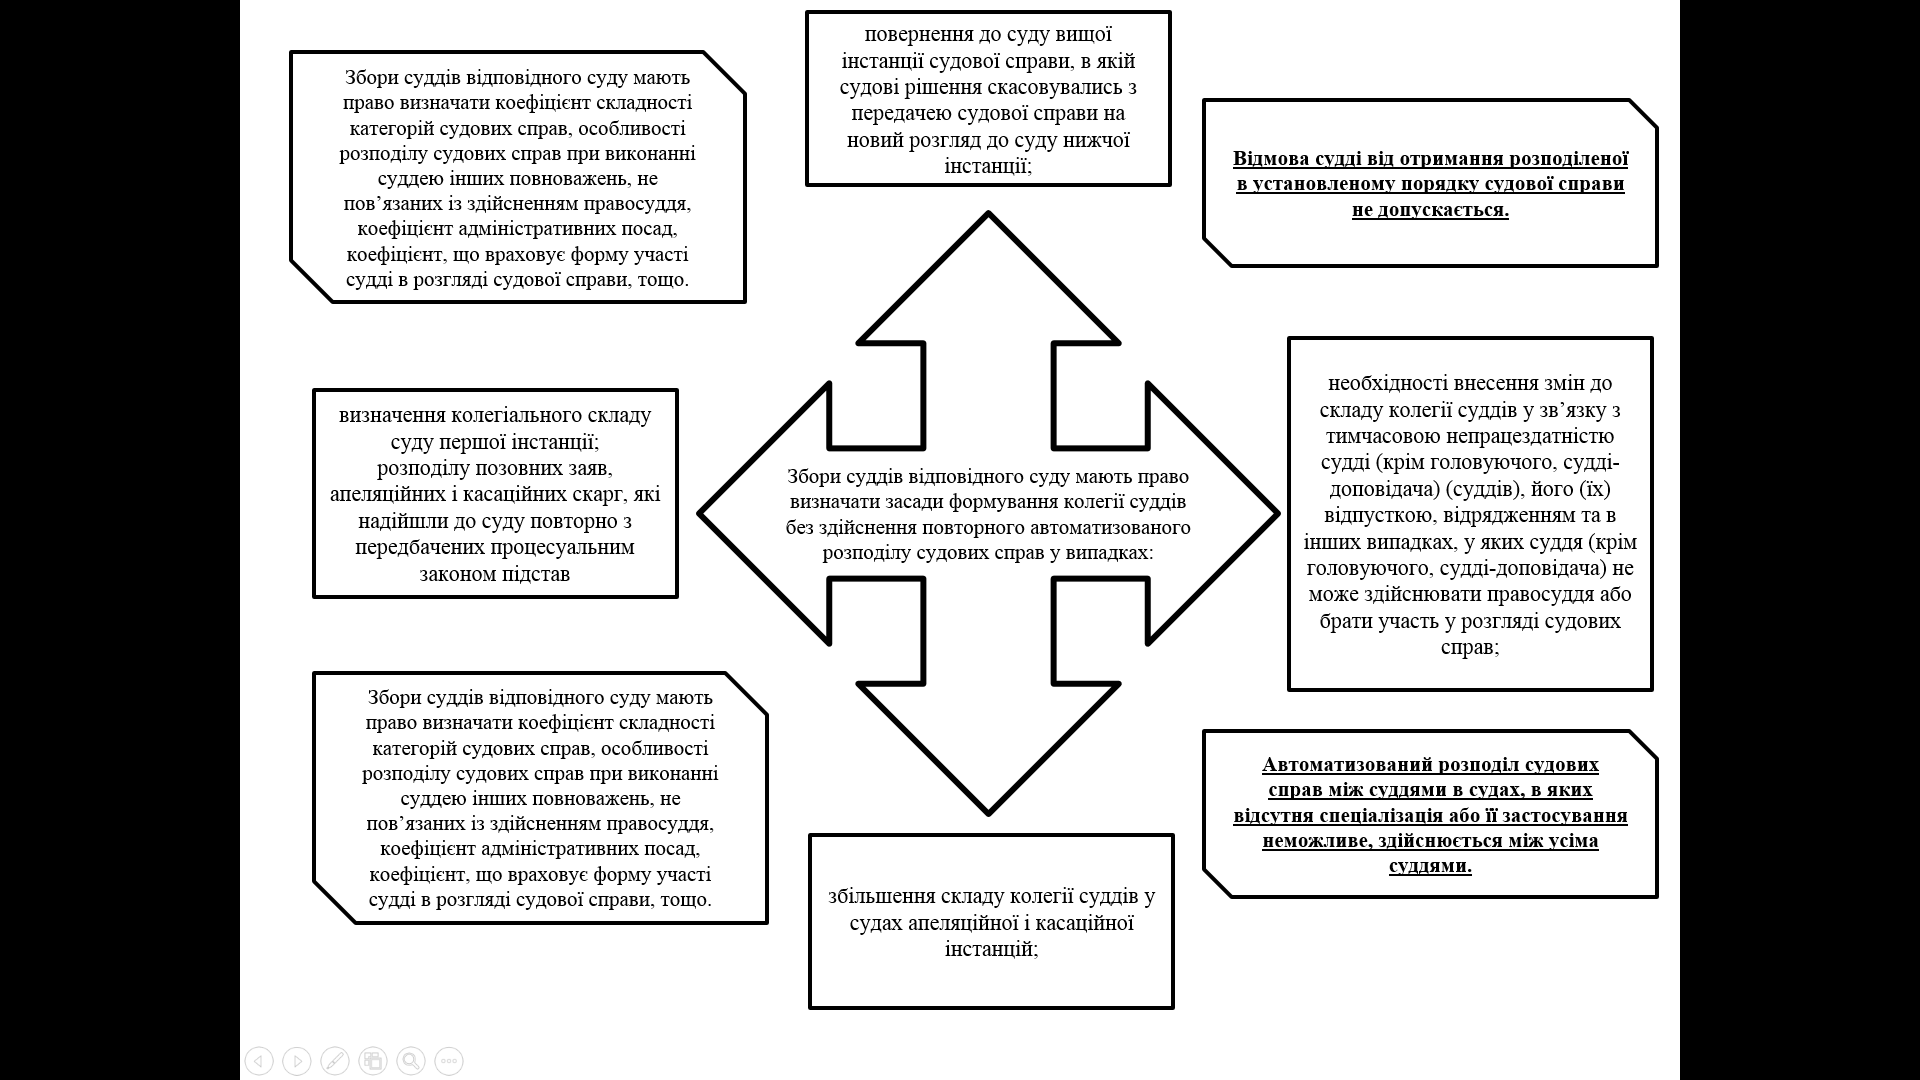 Збори суддів відповідного суду мають
право визначати коефіцієнт складності
категорій судових справ, особливості
розподілу судових справ при виконанні
суддею інших повноважень, не
пов’язаних із здійсненням правосуддя,
коефіцієнт адміністративних посад,
коефіцієнт, що враховує форму участі
судді в розгляді судової справи, тощо.
повернення до суду вищої
інстанції судової справи, в якій
судові рішення скасовувались з
передачею судової справи на
новий розгляд до суду нижчої
інстанції;
Відмова судді від отримання розподіленої
в установленому порядку судової справи
не допускається.
визначення колегіального складу
суду першої інстанції;
розподілу позовних заяв,
апеляційних і касаційних скарг, які
надійшли до суду повторно з
передбачених процесуальним
законом підстав
Збори суддів відповідного суду мають право
визначати засади формування колегії суддів
без здійснення повторного автоматизованого
розподілу судових справ у випадках:
необхідності внесення змін до
складу колегії суддів у зв’язку з
тимчасовою непрацездатністю
судді (крім головуючого, судді-
доповідача) (суддів), його (їх)
відпусткою, відрядженням та в
інших випадках, у яких суддя (крім
головуючого, судді-доповідача) не
може здійснювати правосуддя або
брати участь у розгляді судових
справ;
Збори суддів відповідного суду мають
право визначати коефіцієнт складності
категорій судових справ, особливості
розподілу судових справ при виконанні
суддею інших повноважень, не
пов’язаних із здійсненням правосуддя,
коефіцієнт адміністративних посад,
коефіцієнт, що враховує форму участі
судді в розгляді судової справи, тощо.
збільшення складу колегії суддів у
судах апеляційної і касаційної
інстанцій;
Автоматизований розподіл судових
справ між суддями в судах, в яких
відсутня спеціалізація або її застосування
неможливе, здійснюється між усіма
суддями.